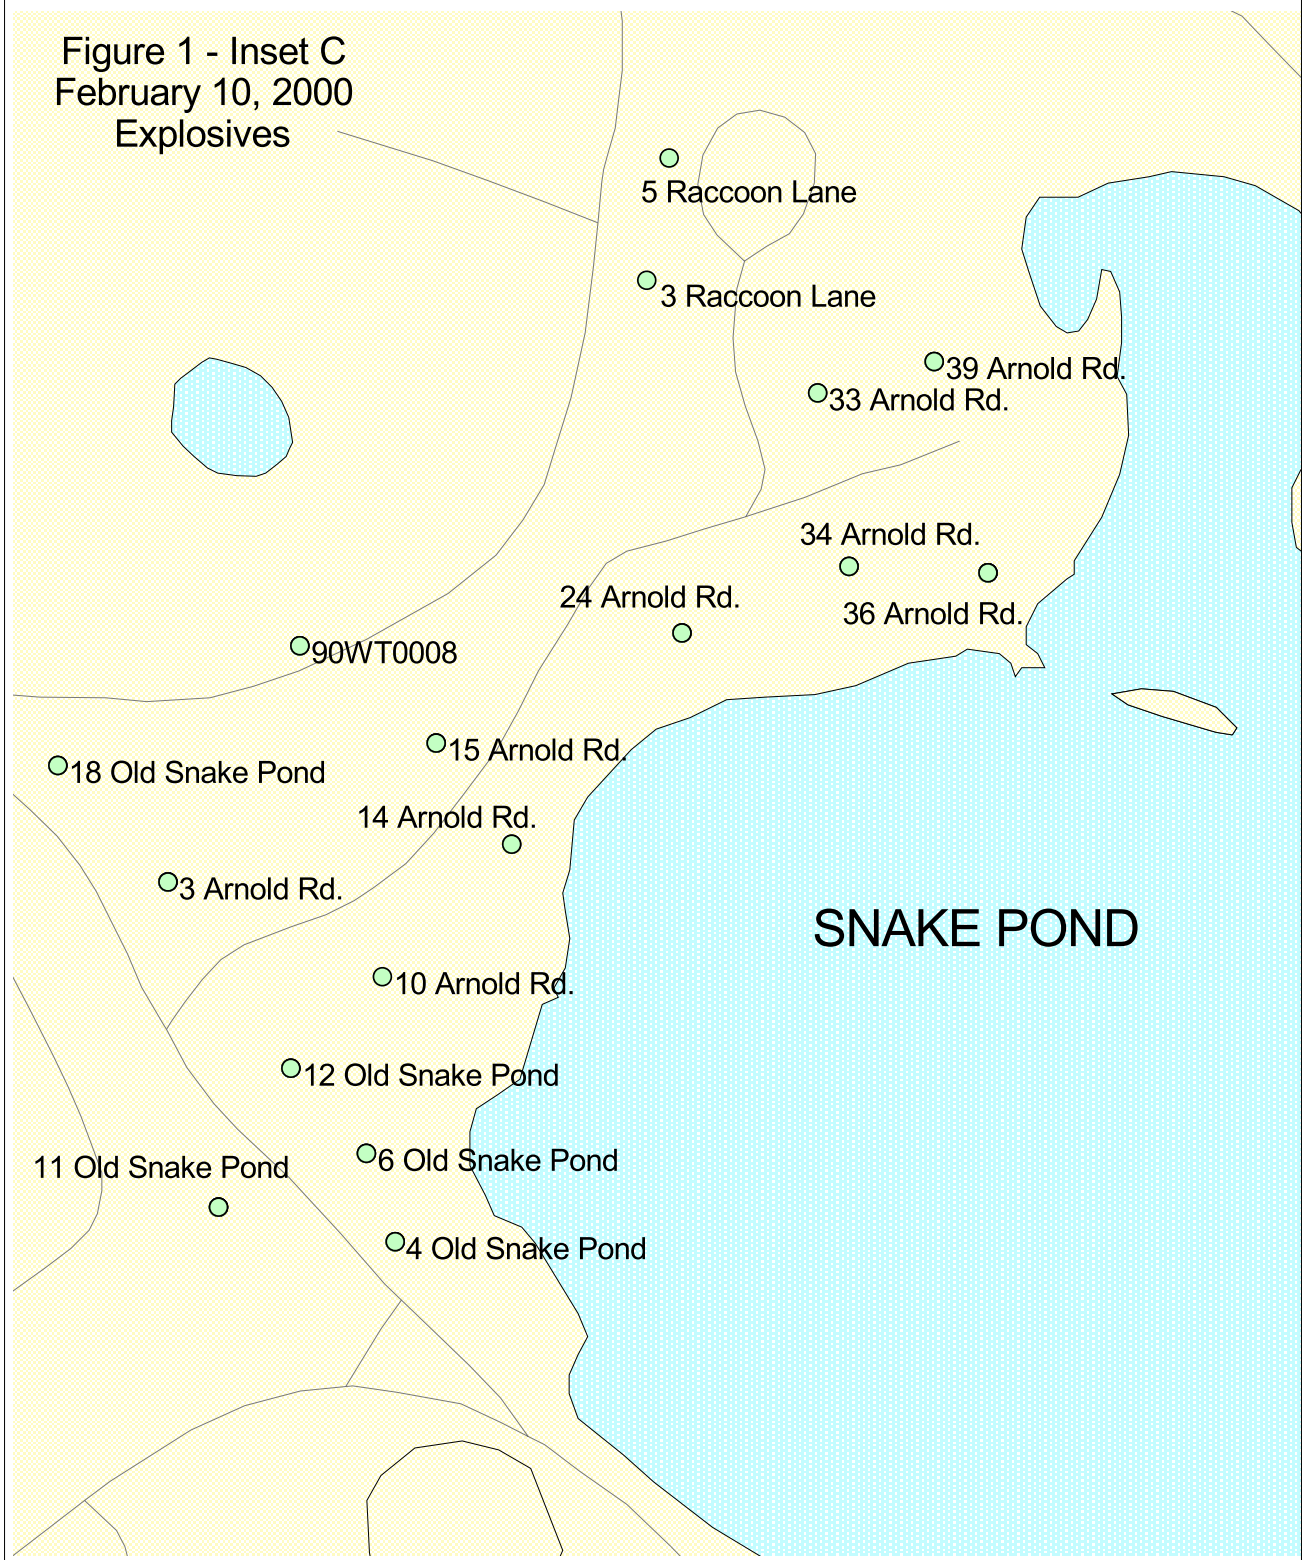 Figure 1 - Inset C
February 10, 2000
Explosives
5 Raccoon Lane
3 Raccoon Lane
39 Arnold Rd.
33 Arnold Rd.
34 Arnold Rd.
24 Arnold Rd.
36 Arnold Rd.
90WT0008
15 Arnold Rd.
18 Old Snake Pond
14 Arnold Rd.
3 Arnold Rd.
SNAKE POND
10 Arnold Rd.
12 Old Snake Pond
6 Old Snake Pond
11 Old Snake Pond
4 Old Snake Pond